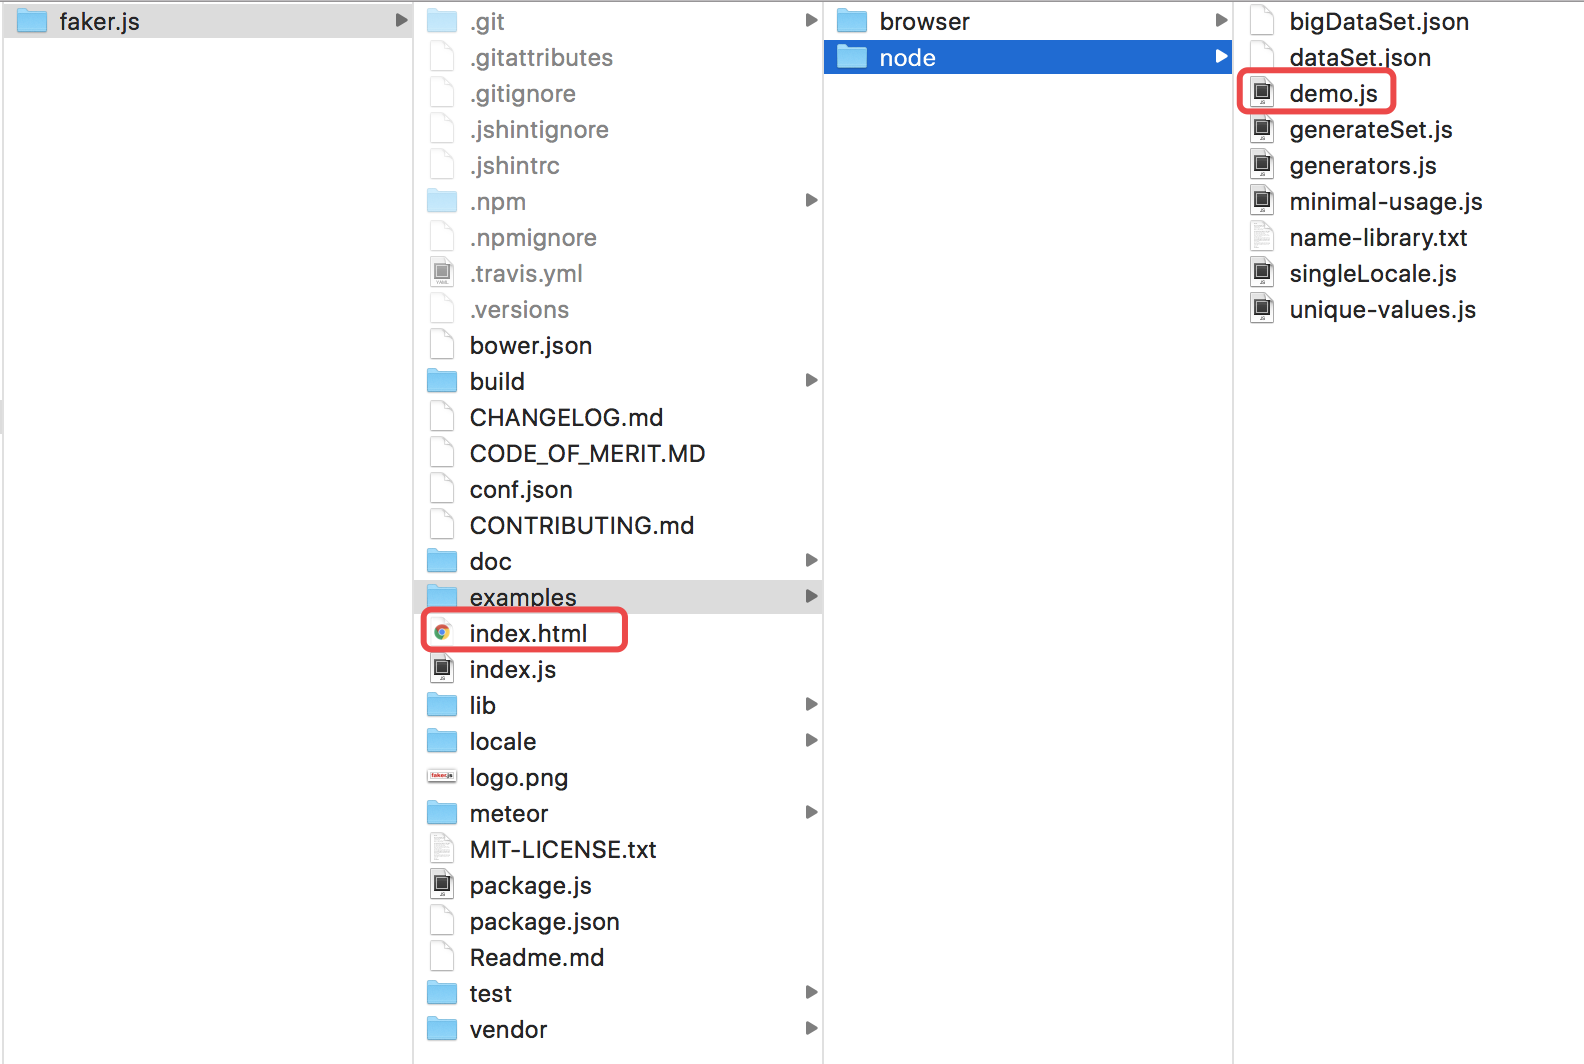 faker.js
.git
.gitattributes
.gitignore
.jshintignore
.jshintrc
.npm
.npmignore
.travis.yml
.versions
bower.json
build
CHANGELOG.md
CODE_OF_MERIT.MD
conf.json
CONTRIBUTING.md
doc
examples
index.html
index.js
lib
locale
logo.png
meteor
MIT-LICENSE.txt
package.js
package.json
Readme.md
test
vendor
browser
node
bigDataSet.json
dataSet.json
demo.js
generateSet.js
generators.js
minimal-usage.js
name-library.txt
singleLocale.js
unique-values.js